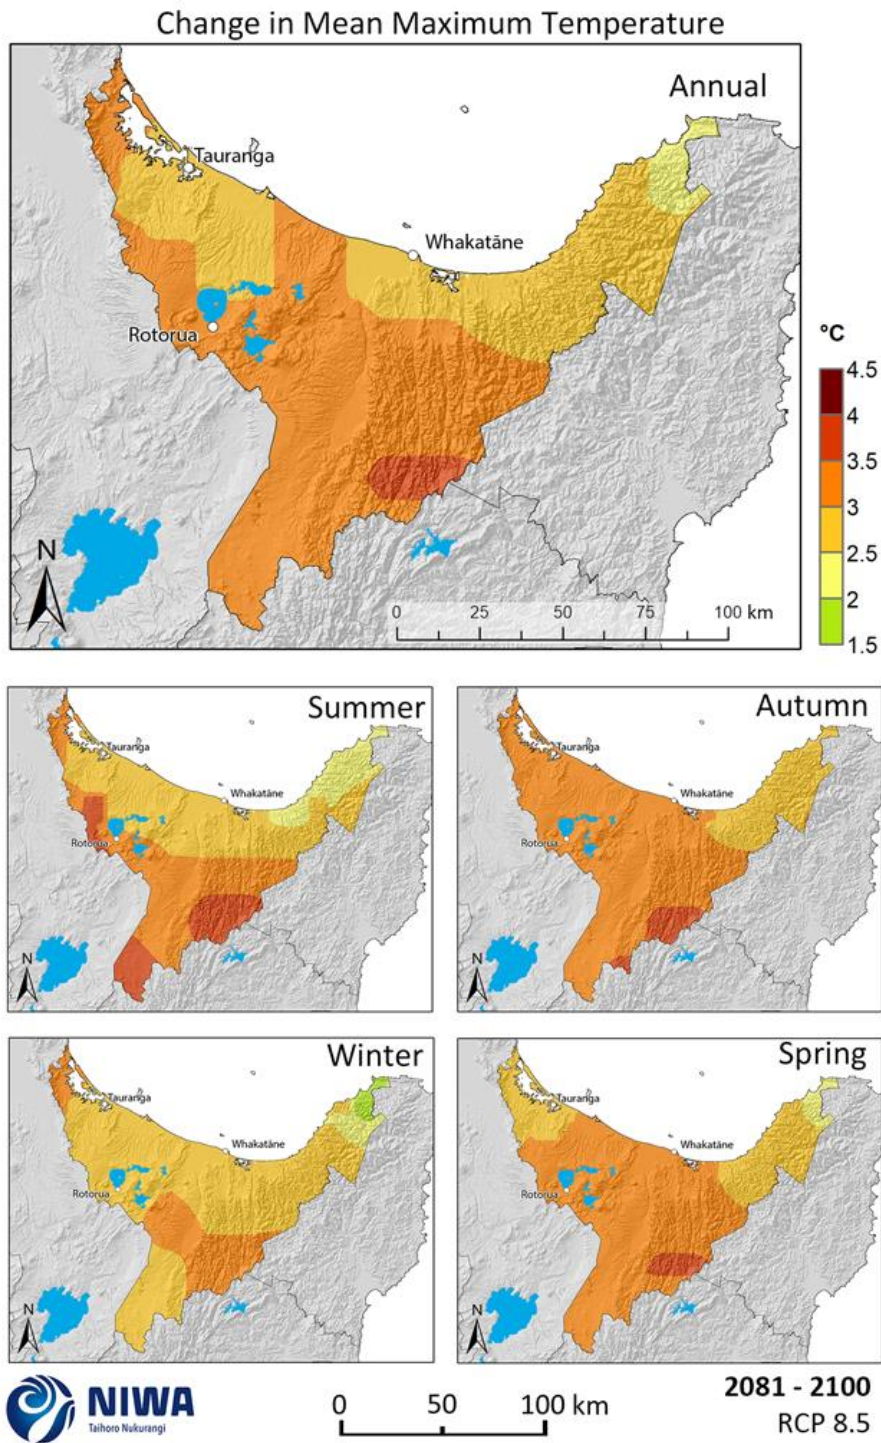 Change in Mean Maximum Temperature
Annual
Tauranga
Whakatāne
Rotorua
°C
4.5
4
3.5
3
2.5
2
1.5
N
0 25 50 75 100 km
Summer
Tauranga
Whakatāne
Rotorua
N
Autumn
Tauranga
Whakatāne
Rotorua
N
Winter
Tauranga
Whakatāne
Rotorua
N
Spring
Tauranga
Whakatāne
Rotorua
N
NIWA
Taihoro Nukurangi
0 50 100 km
2081 - 2100
RCP 8.5